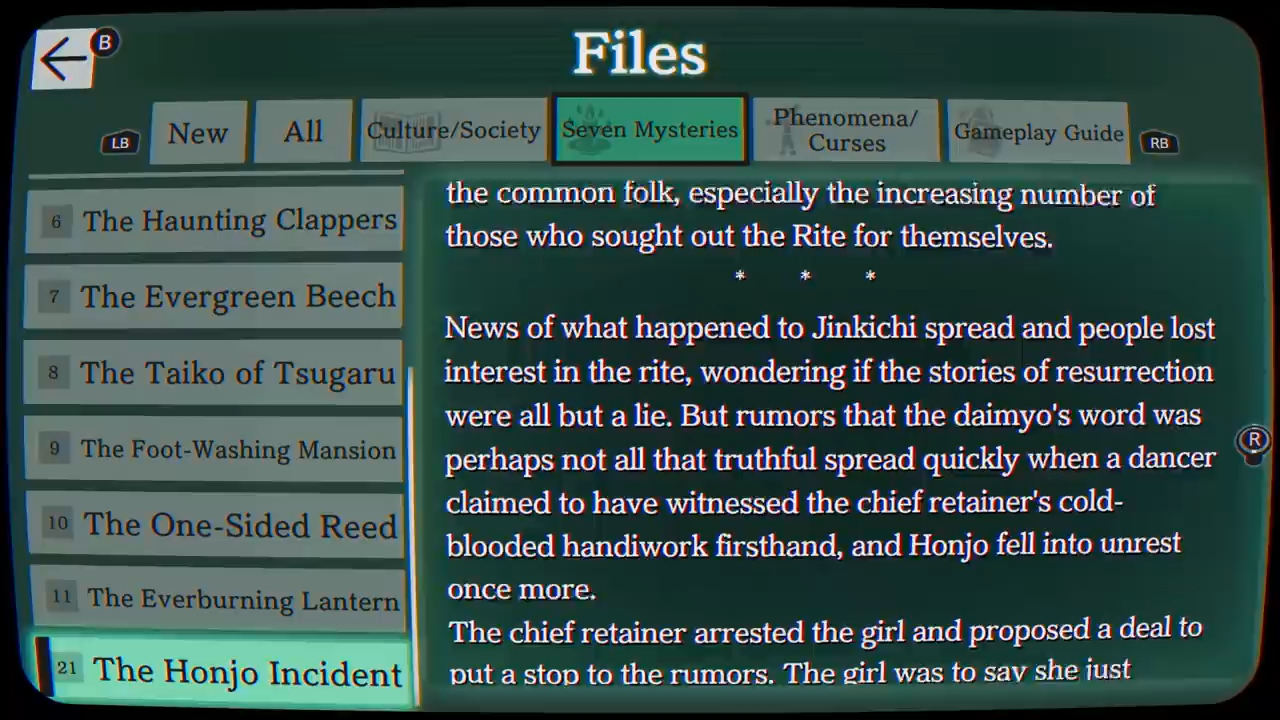 B
Files
LB
New
All
Culture/Society
Seven Mysteries
Phenomena/
Curses
Gameplay Guide
RB
6 The Haunting Clappers
7 The Evergreen Beech
8 The Taiko of Tsugaru
9 The Foot-Washing Mansion
10 The One-Sided Reed
11 The Everburning Lantern
21 The Honjo Incident
the common folk, especially the increasing number of
those who sought out the Rite for themselves.
* * *
News of what happened to Jinkichi spread and people lost
interest in the rite, wondering if the stories of resurrection
were all but a lie. But rumors that the daimyo's word was
perhaps not all that truthful spread quickly when a dancer
claimed to have witnessed the chief retainer's cold-
blooded handiwork firsthand, and Honjo fell into unrest
once more.
The chief retainer arrested the girl and proposed a deal to
put a stop to the rumors. The girl was to say she just
R